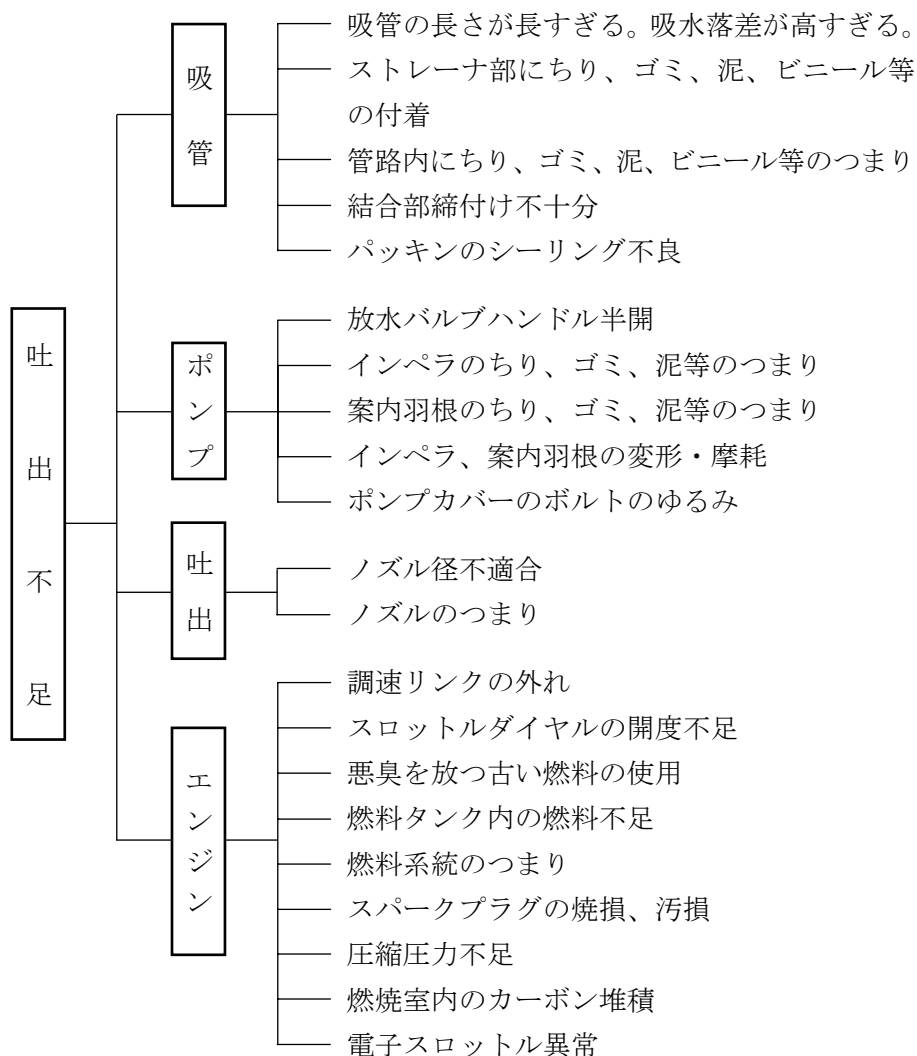 吐出不足
吸管
吸管の長さが長すぎる。吸水落差が高すぎる。
ストレーナ部にちり、ゴミ、泥、ビニール等
の付着
管路内にちり、ゴミ、泥、ビニール等のつまり
結合部締付け不十分
パッキンのシーリング不良
ポンプ
放水バルブハンドル半開
インペラのちり、ゴミ、泥等のつまり
案内羽根のちり、ゴミ、泥等のつまり
インペラ、案内羽根の変形・摩耗
ポンプカバーのボルトのゆるみ
吐出
ノズル径不適合
ノズルのつまり
エンジン
調速リンクの外れ
スロットルダイヤルの開度不足
悪臭を放つ古い燃料の使用
燃料タンク内の燃料不足
燃料系統のつまり
スパークプラグの焼損、汚損
圧縮圧力不足
燃焼室内のカーボン堆積
電子スロットル異常